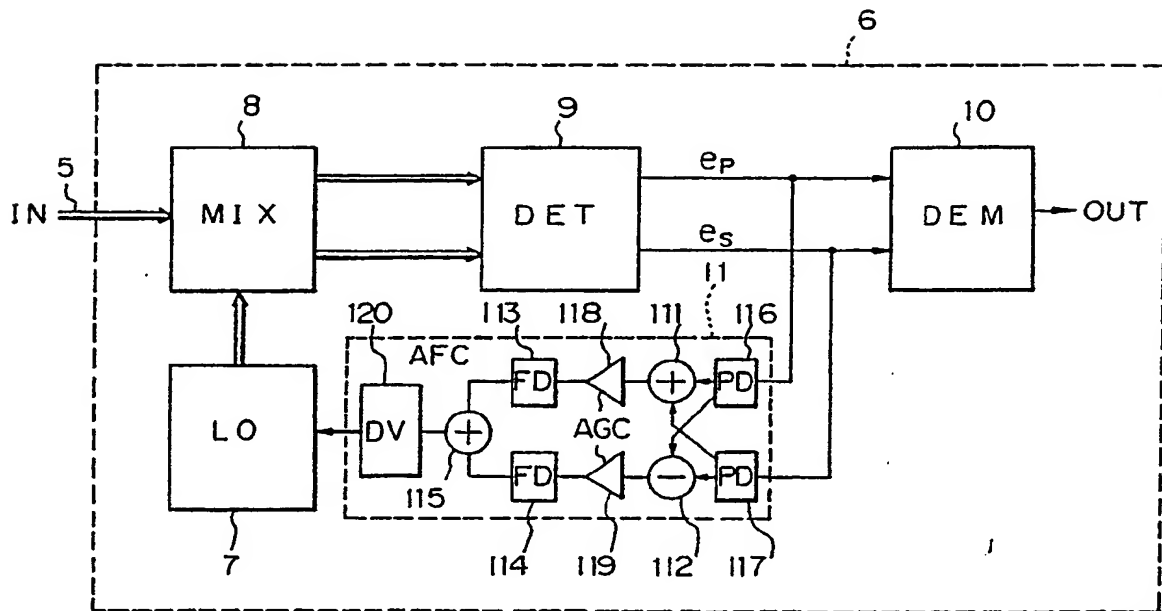 6
8
9
10
5
IN
MIX
DET
DEM
OUT
eP
eS
11
120
113
118
111
116
AFC
FD
PD
LO
DV
AGC
115
FD
PD
7
114
119
112
117